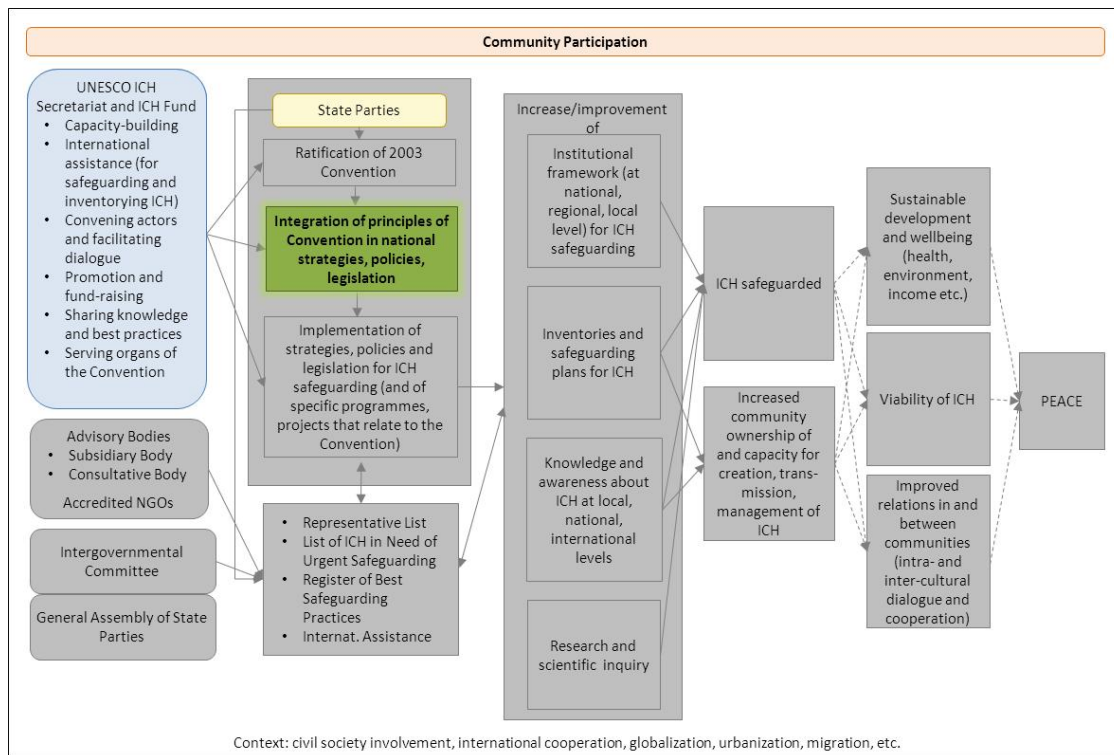 Community Participation
UNESCO ICH
Secretariat and ICH Fund
• Capacity-building
• International
assistance (for
safeguarding and
inventorying ICH)
• Convening actors
and facilitating
dialogue
• Promotion and
fund-raising
• Sharing knowledge
and best practices
• Serving organs of
the Convention
Advisory Bodies
• Subsidiary Body
• Consultative Body
Accredited NGOs
Intergovernmental
Committee
General Assembly of State
Parties
State Parties
Ratification of 2003
Convention
Integration of principles of
Convention in national
strategies, policies,
legislation
Implementation of
strategies, policies and
legislation for ICH
safeguarding (and of
specific programmes,
projects that relate to the
Convention)
• Representative List
• List of ICH in Need of
Urgent Safeguarding
• Register of Best
Safeguarding
Practices
• Internat. Assistance
Increase/improvement
of
Institutional
framework (at
national,
regional, local
level) for ICH
safeguarding
Inventories and
safeguarding
plans for ICH
Knowledge and
awareness about
ICH at local,
national,
international
levels
Research and
scientific inquiry
ICH safeguarded
Increased
community
ownership of
and capacity for
creation, trans-
mission,
management of
ICH
Sustainable
development
and wellbeing
(health,
environment,
income etc.)
Viability of ICH
Improved
relations in and
between
communities
(intra- and
inter-cultural
dialogue and
cooperation)
PEACE
Context: civil society involvement, international cooperation, globalization, urbanization, migration, etc.